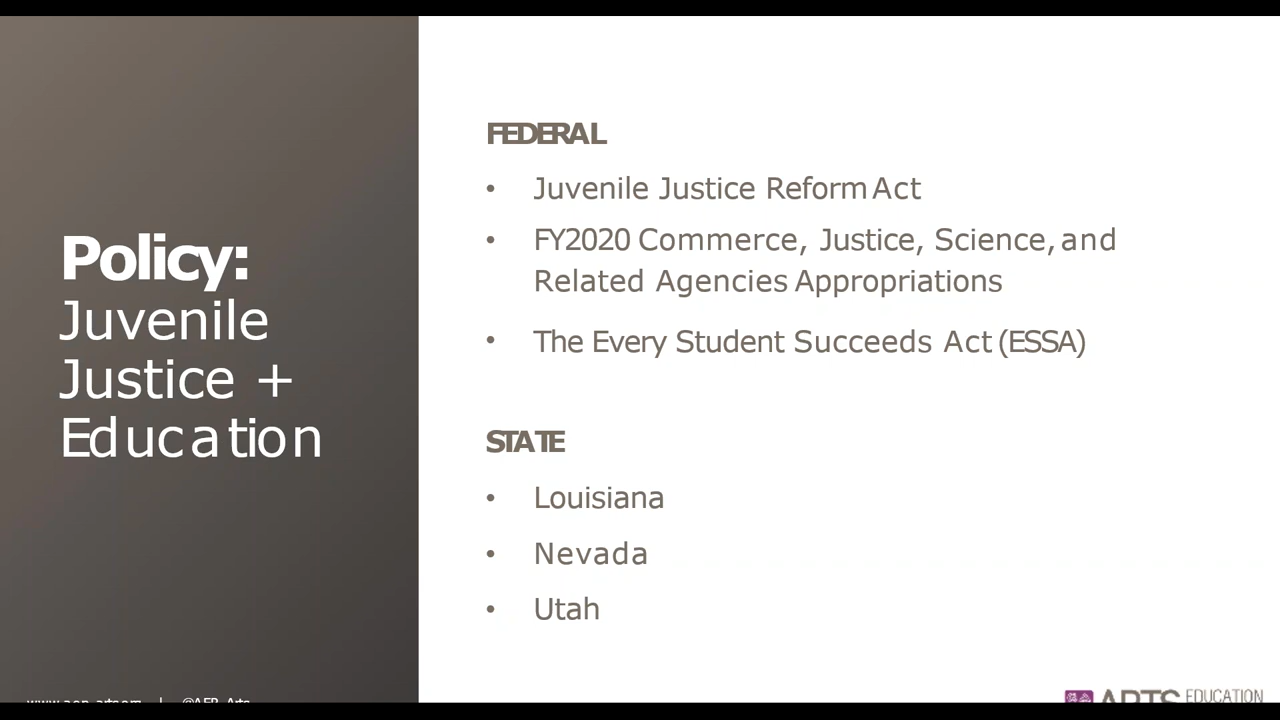 Policy:
Juvenile
Justice +
Education
FEDERAL
• Juvenile Justice Reform Act
• FY2020 Commerce, Justice, Science, and
Related Agencies Appropriations
• The Every Student Succeeds Act (ESSA)
STATE
• Louisiana
• Nevada
• Utah
ARTS EDUCATION